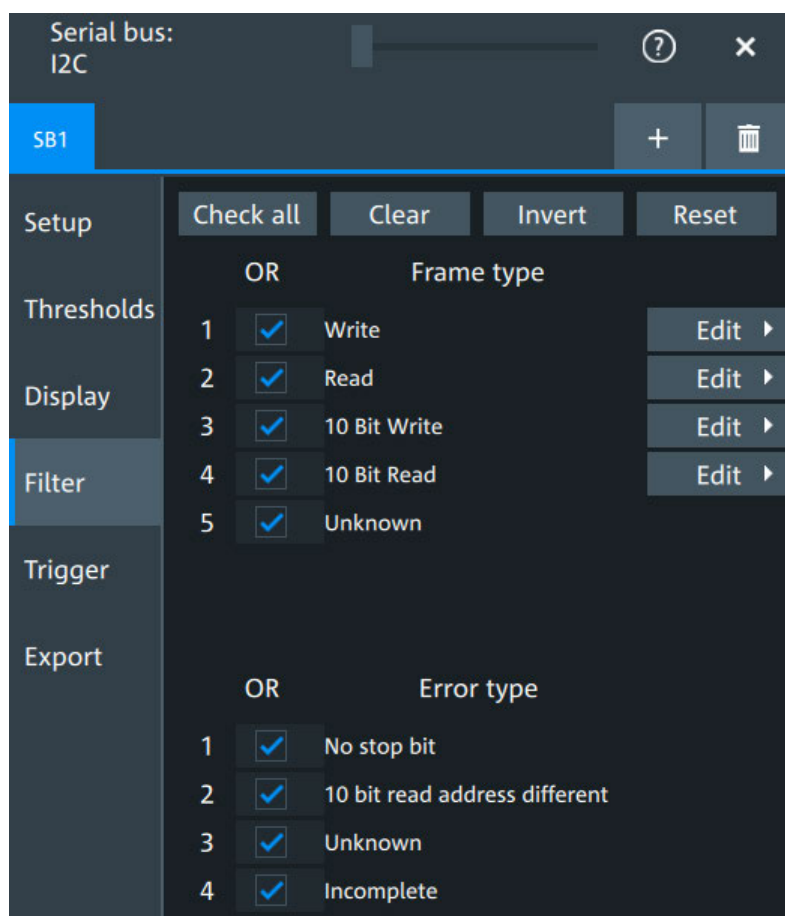 Serial bus:
I2C
?
SB1
+
Setup
Thresholds
Display
Filter
Trigger
Export
Check all Clear Invert Reset
OR Frame type
1 Write Edit
2 Read Edit
3 10 Bit Write Edit
4 10 Bit Read Edit
5 Unknown
OR Error type
1 No stop bit
2 10 bit read address different
3 Unknown
4 Incomplete